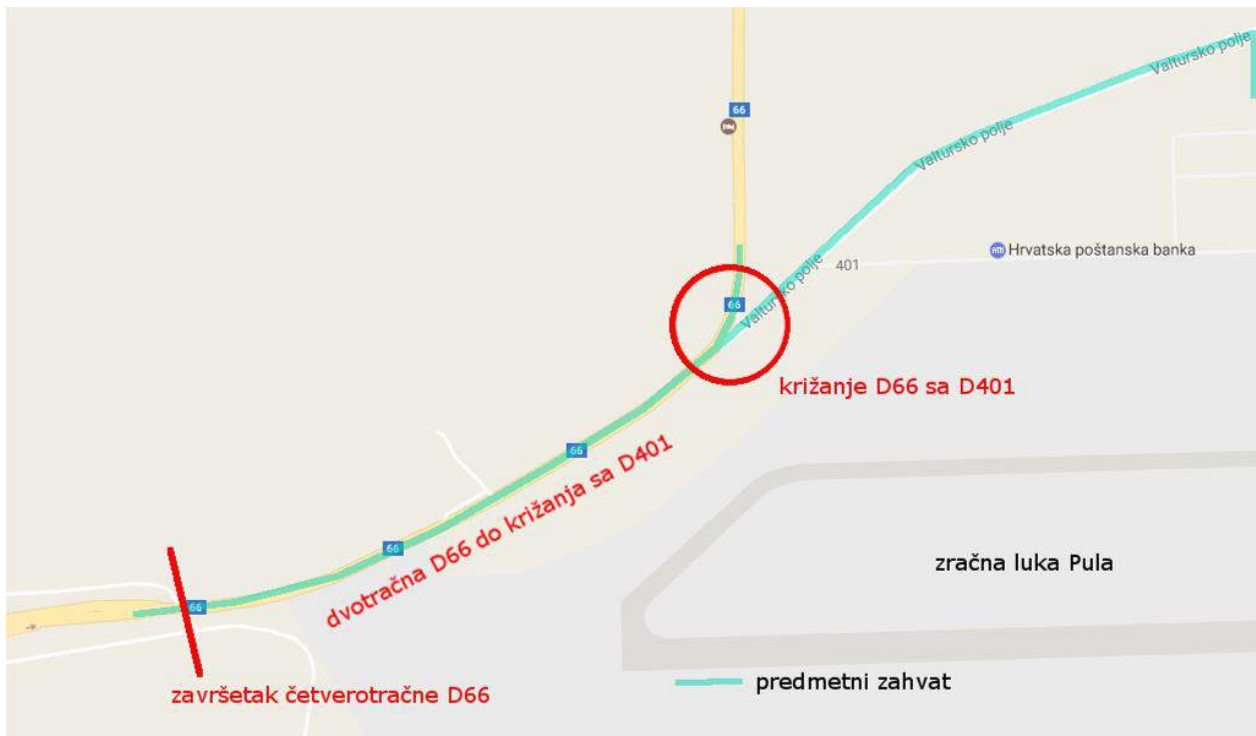 Valtursko polje
66
Valtursko polje
Hrvatska poštanska banka
401
66
Valtursko polje
križanje D66 sa D401
66
dvotračna D66 do križanja sa D401
66
zračna luka Pula
66
predmetni zahvat
završetak četverotračne D66